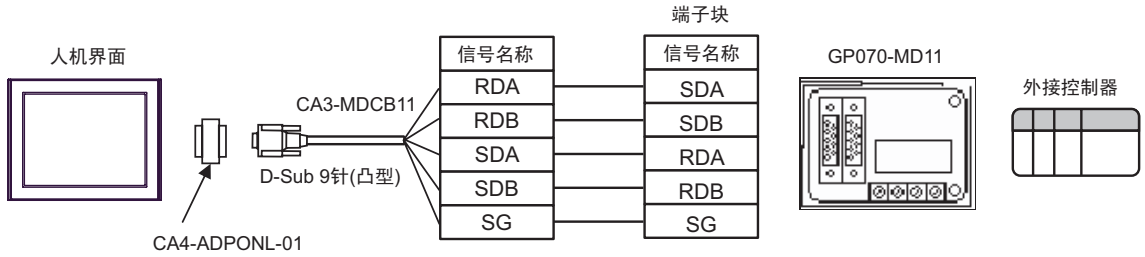 人机界面
CA4-ADPONL-01
CA3-MDCB11
D-Sub 9针(凸型)
信号名称
RDA
RDB
SDA
SDB
SG
端子块
信号名称
SDA
SDB
RDA
RDB
SG
GP070-MD11
外接控制器